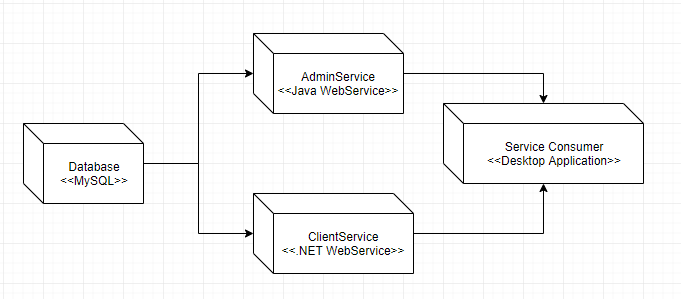 AdminService
<<Java WebService>>
Service Consumer
<<Desktop Application>>
Database
<<MySQL>>
ClientService
<<.NET WebService>>